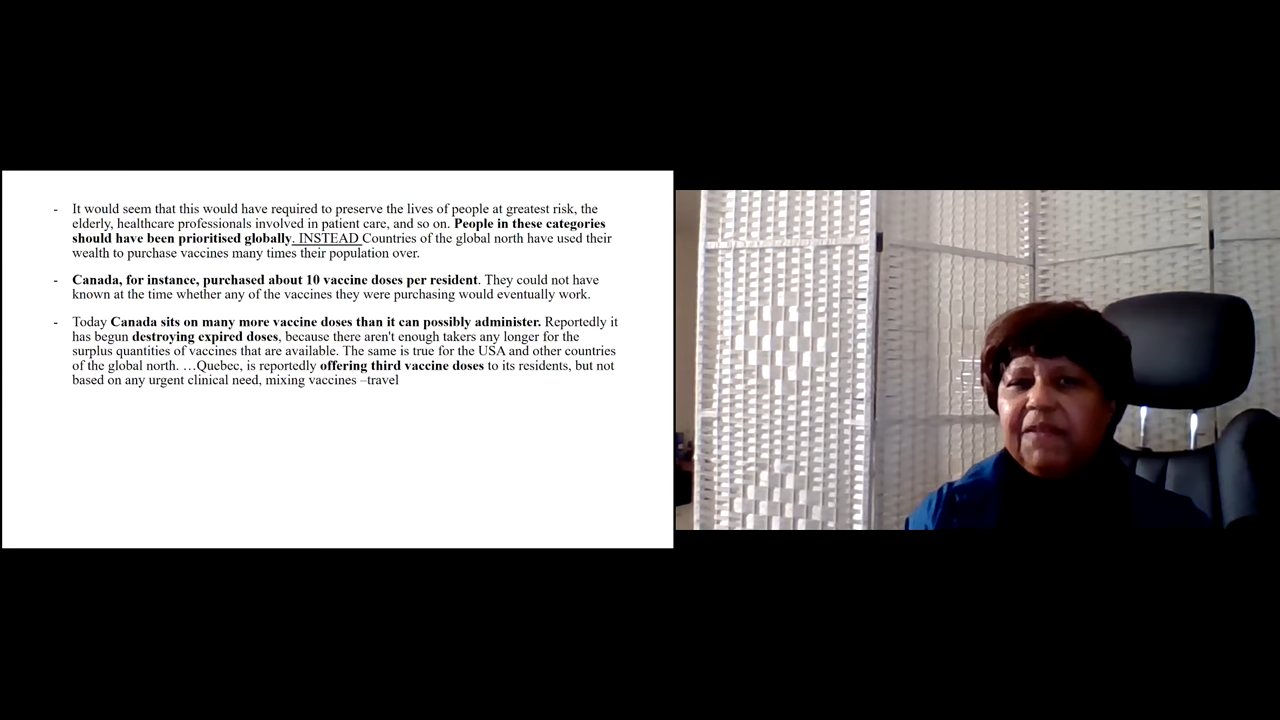 - It would seem that this would have required to preserve the lives of people at greatest risk, the
elderly, healthcare professionals involved in patient care, and so on. People in these categories
should have been prioritised globally. INSTEAD Countries of the global north have used their
wealth to purchase vaccines many times their population over.
- Canada, for instance, purchased about 10 vaccine doses per resident. They could not have
known at the time whether any of the vaccines they were purchasing would eventually work.
- Today Canada sits on many more vaccine doses than it can possibly administer. Reportedly it
has begun destroying expired doses, because there aren't enough takers any longer for the
surplus quantities of vaccines that are available. The same is true for the USA and other countries
of the global north. …Quebec, is reportedly offering third vaccine doses to its residents, but not
based on any urgent clinical need, mixing vaccines –travel